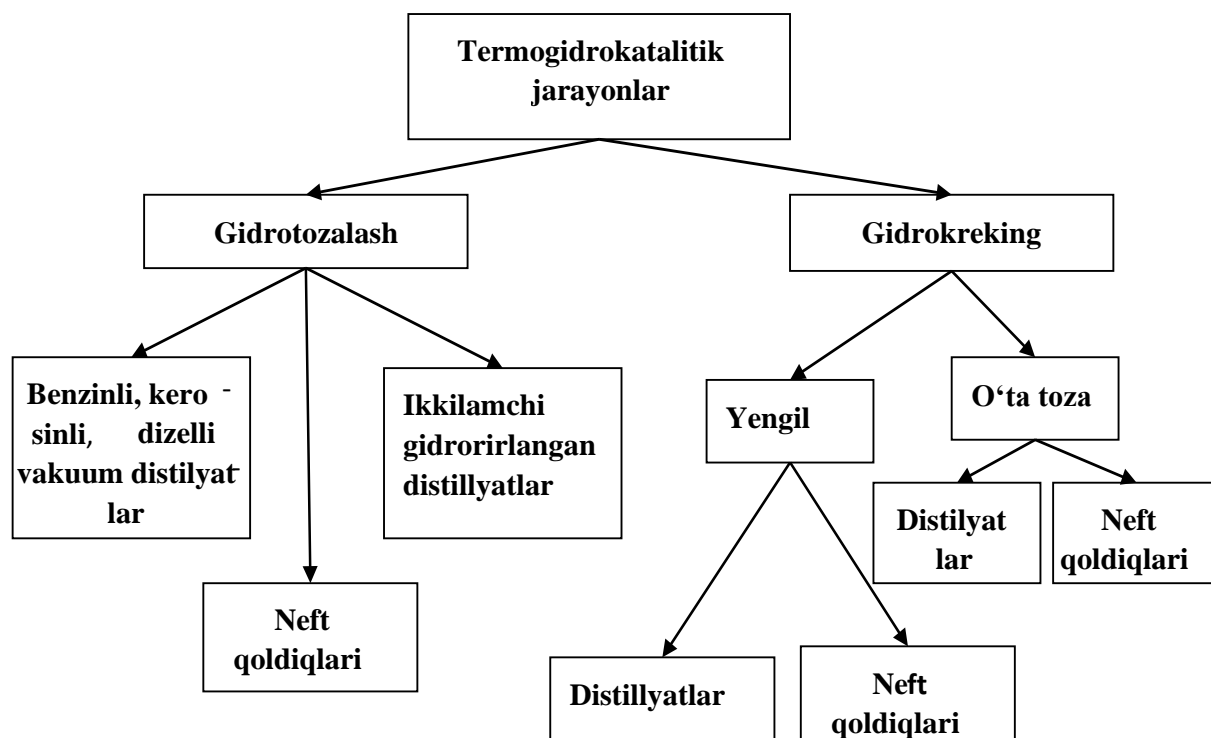 Termogidrokatalitik
jarayonlar
Gidrotozalash
Gidrokreking
Benzinli, kero -
sinli, dizelli
vakuum distilyat-
lar
Ikkilamchi
gidrorirlangan
distillyatlar
Neft
qoldiqlari
Yengil
O‘ta toza
Distillyatlar
Neft
qoldiqlari
Distilyat
lar
Neft
qoldiqlari